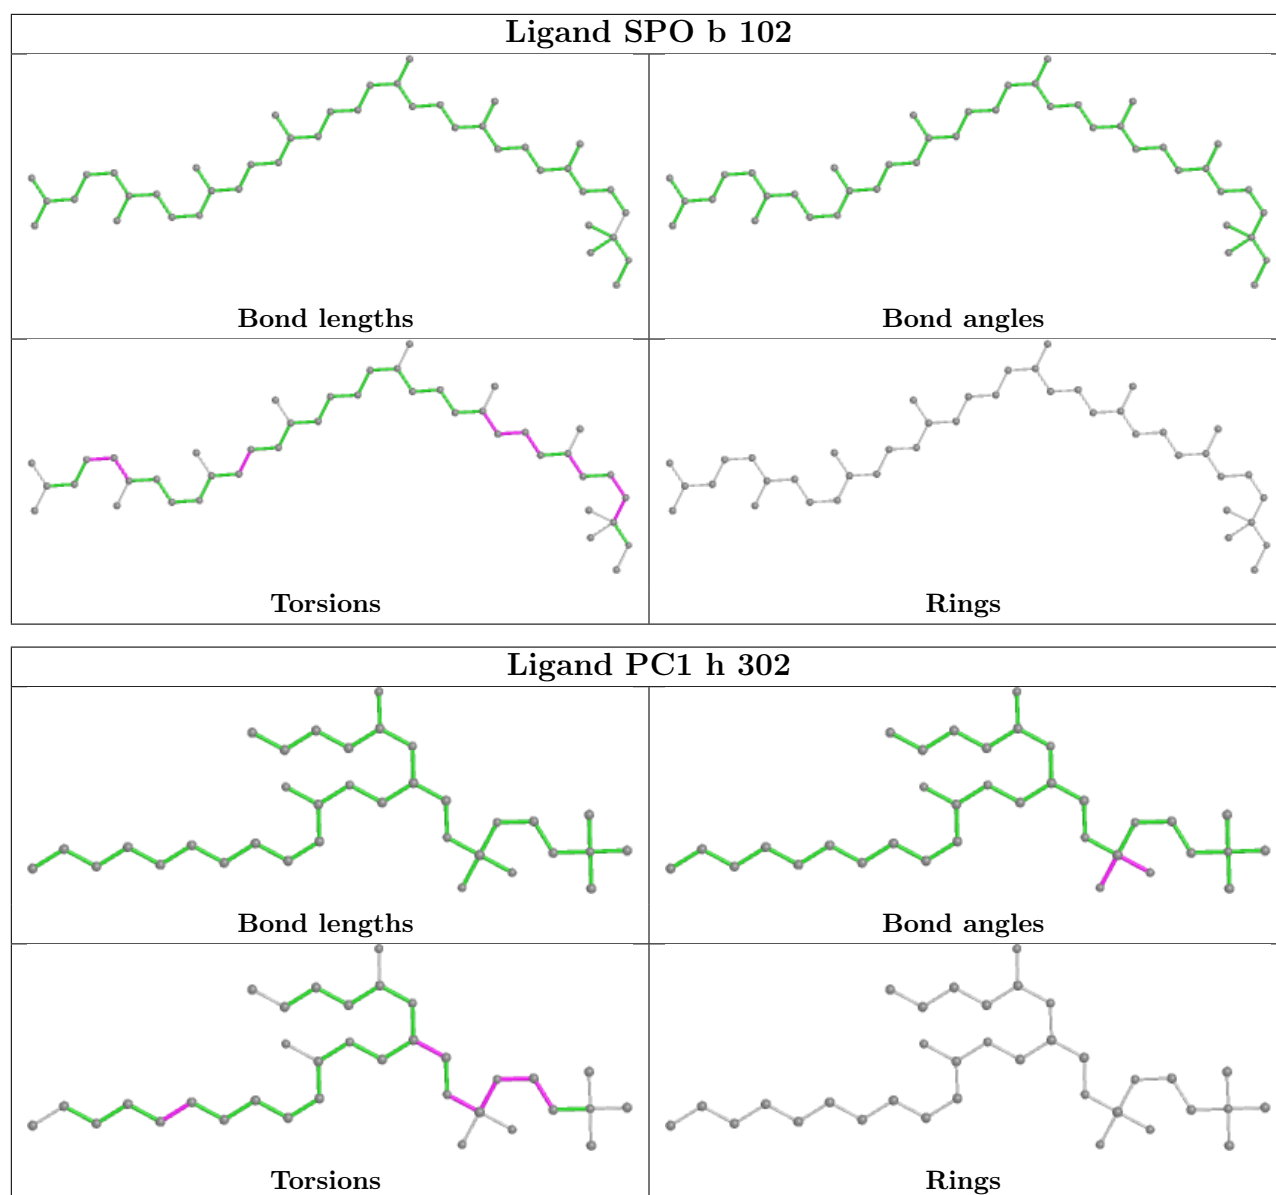 Ligand SPO b 102
Bond lengths
Bond angles
Torsions
Rings
Ligand PC1 h 302
Bond lengths
Bond angles
Torsions
Rings